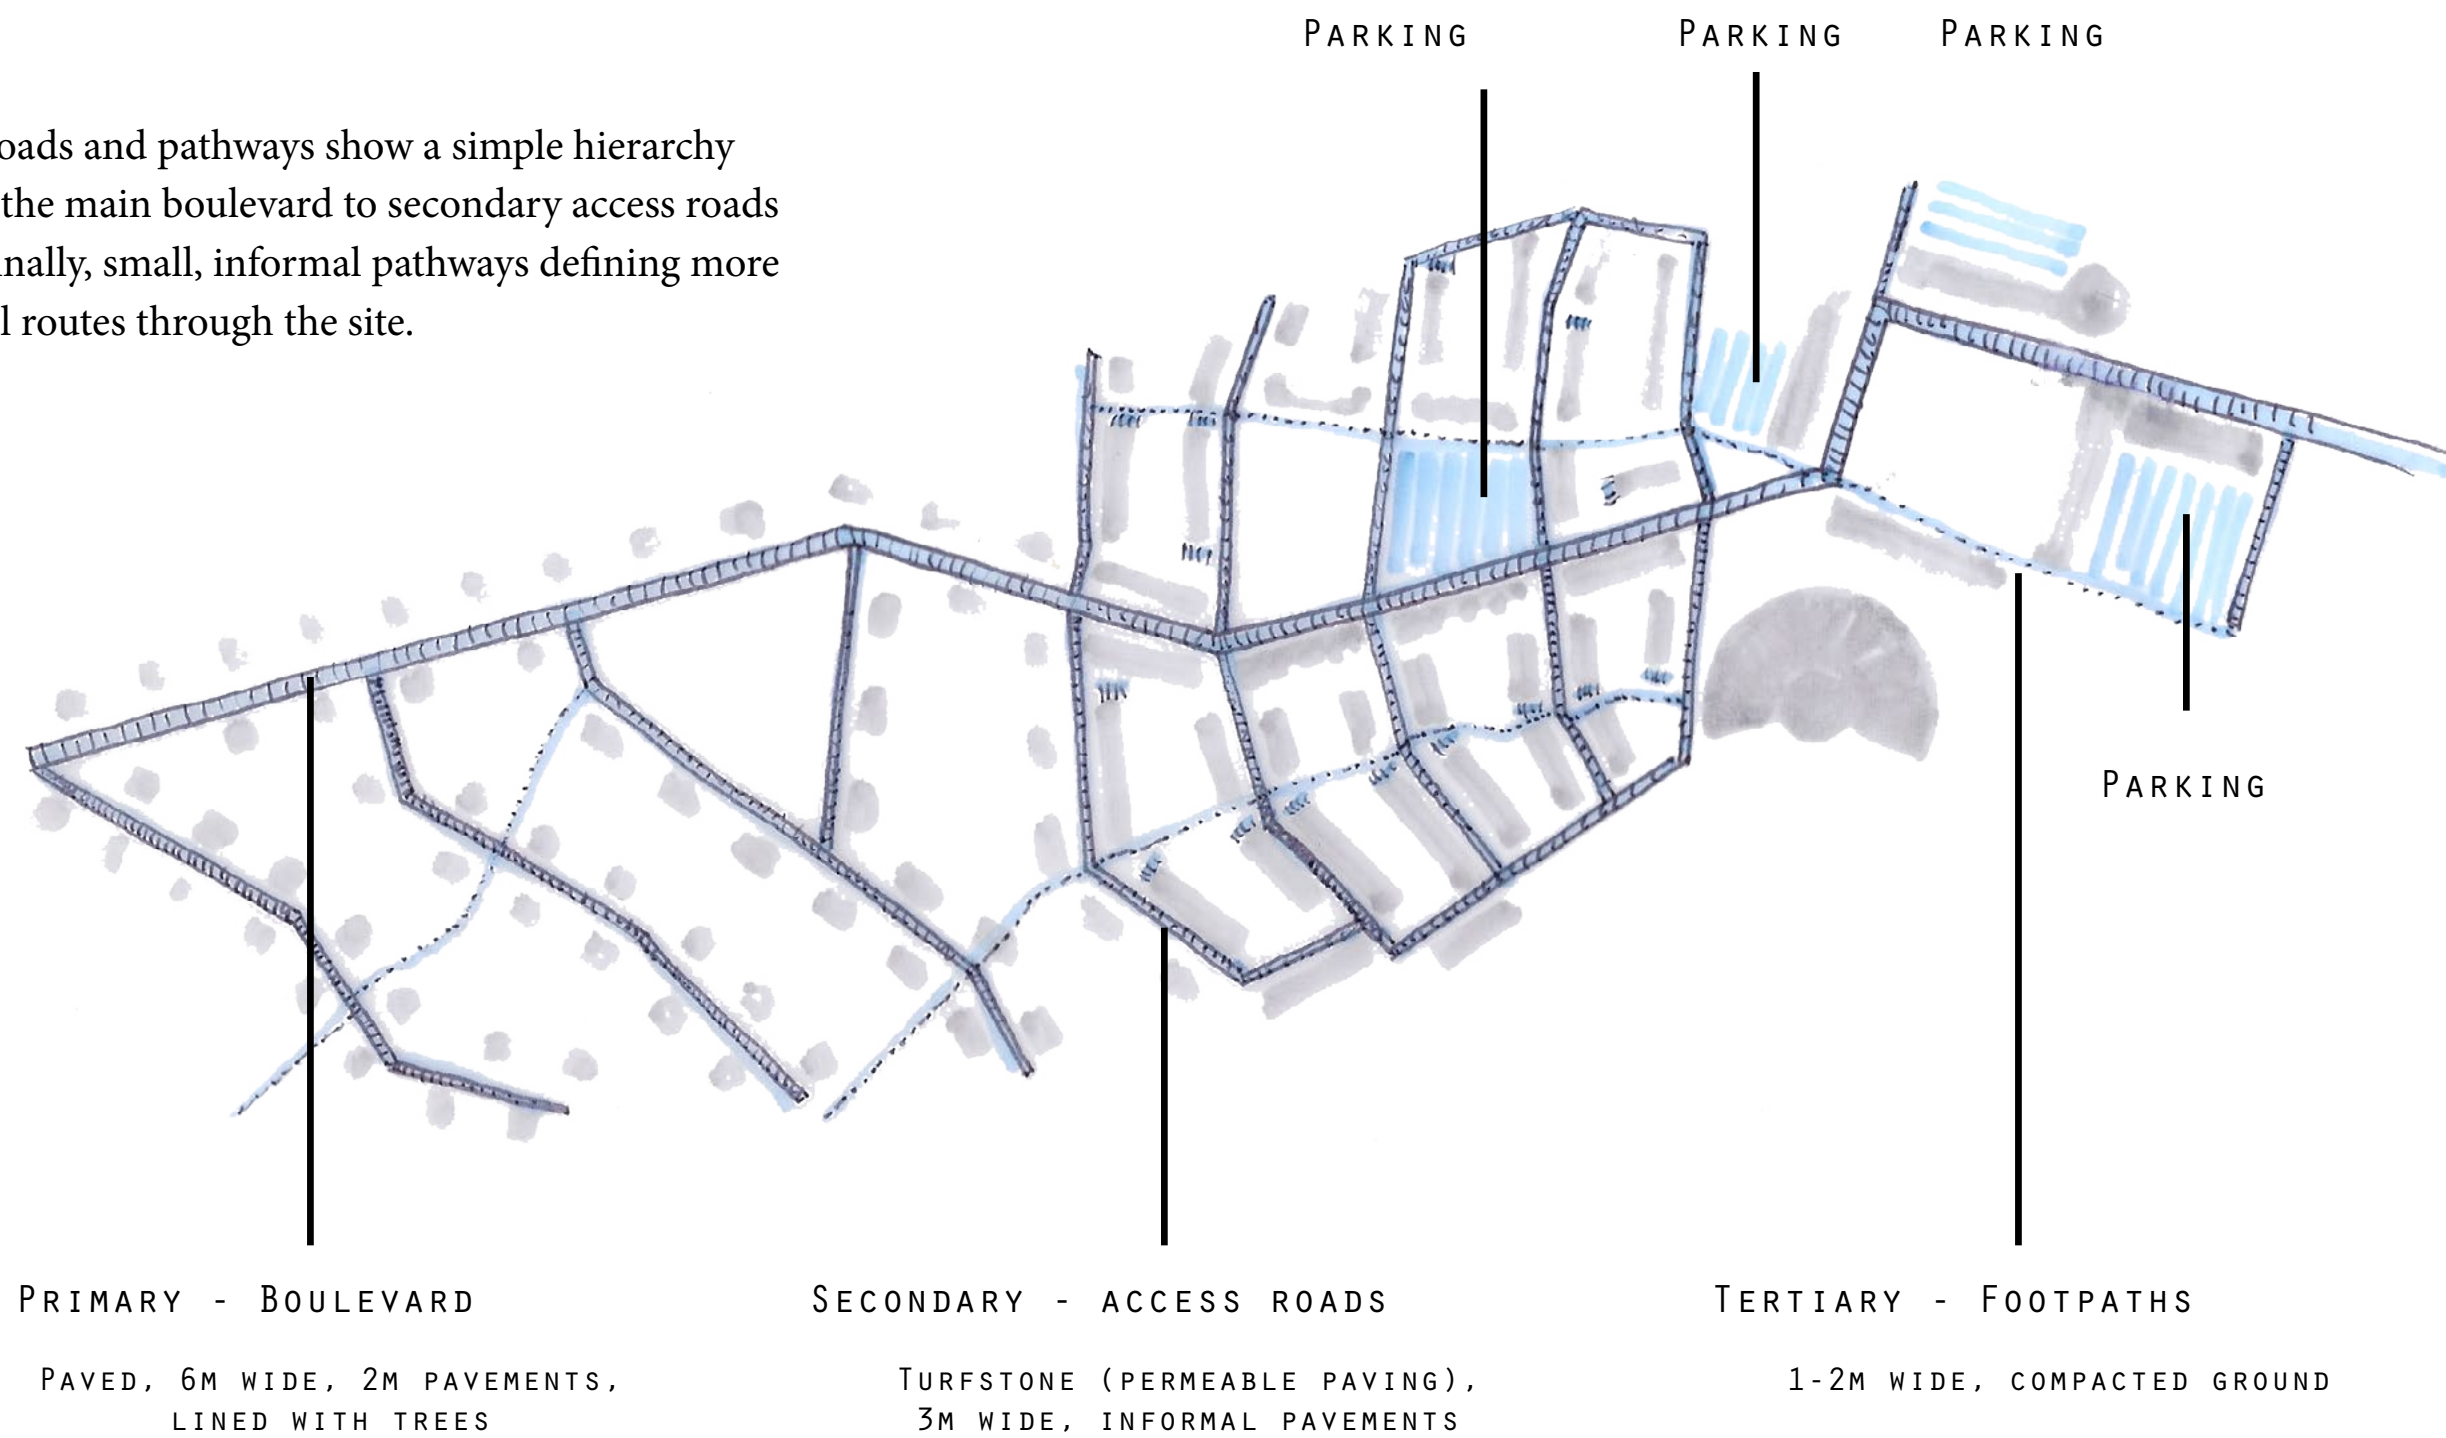 PARKING
PARKING
PARKING
oads and pathways show a simple hierarchy
the main boulevard to secondary access roads
nally, small, informal pathways defining more
l routes through the site.
PARKING
PRIMARY - BOULEVARD
PAVED, 6M WIDE, 2M PAVEMENTS,
LINED WITH TREES
SECONDARY - ACCESS ROADS
TURFSTONE (PERMEABLE PAVING),
3M WIDE, INFORMAL PAVEMENTS
TERTIARY - FOOTPATHS
1-2M WIDE, COMPACTED GROUND